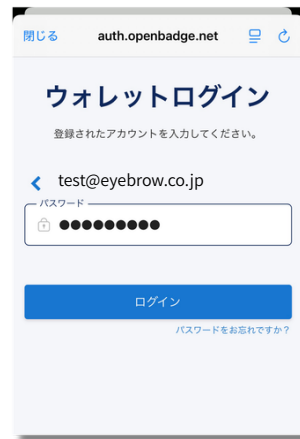 閉じる auth.openbadge.net
ウォレットログイン
登録されたアカウントを入力してください。
test@eyebrow.co.jp
パスワード
●●●●●●●●●
ログイン
パスワードをお忘れですか？